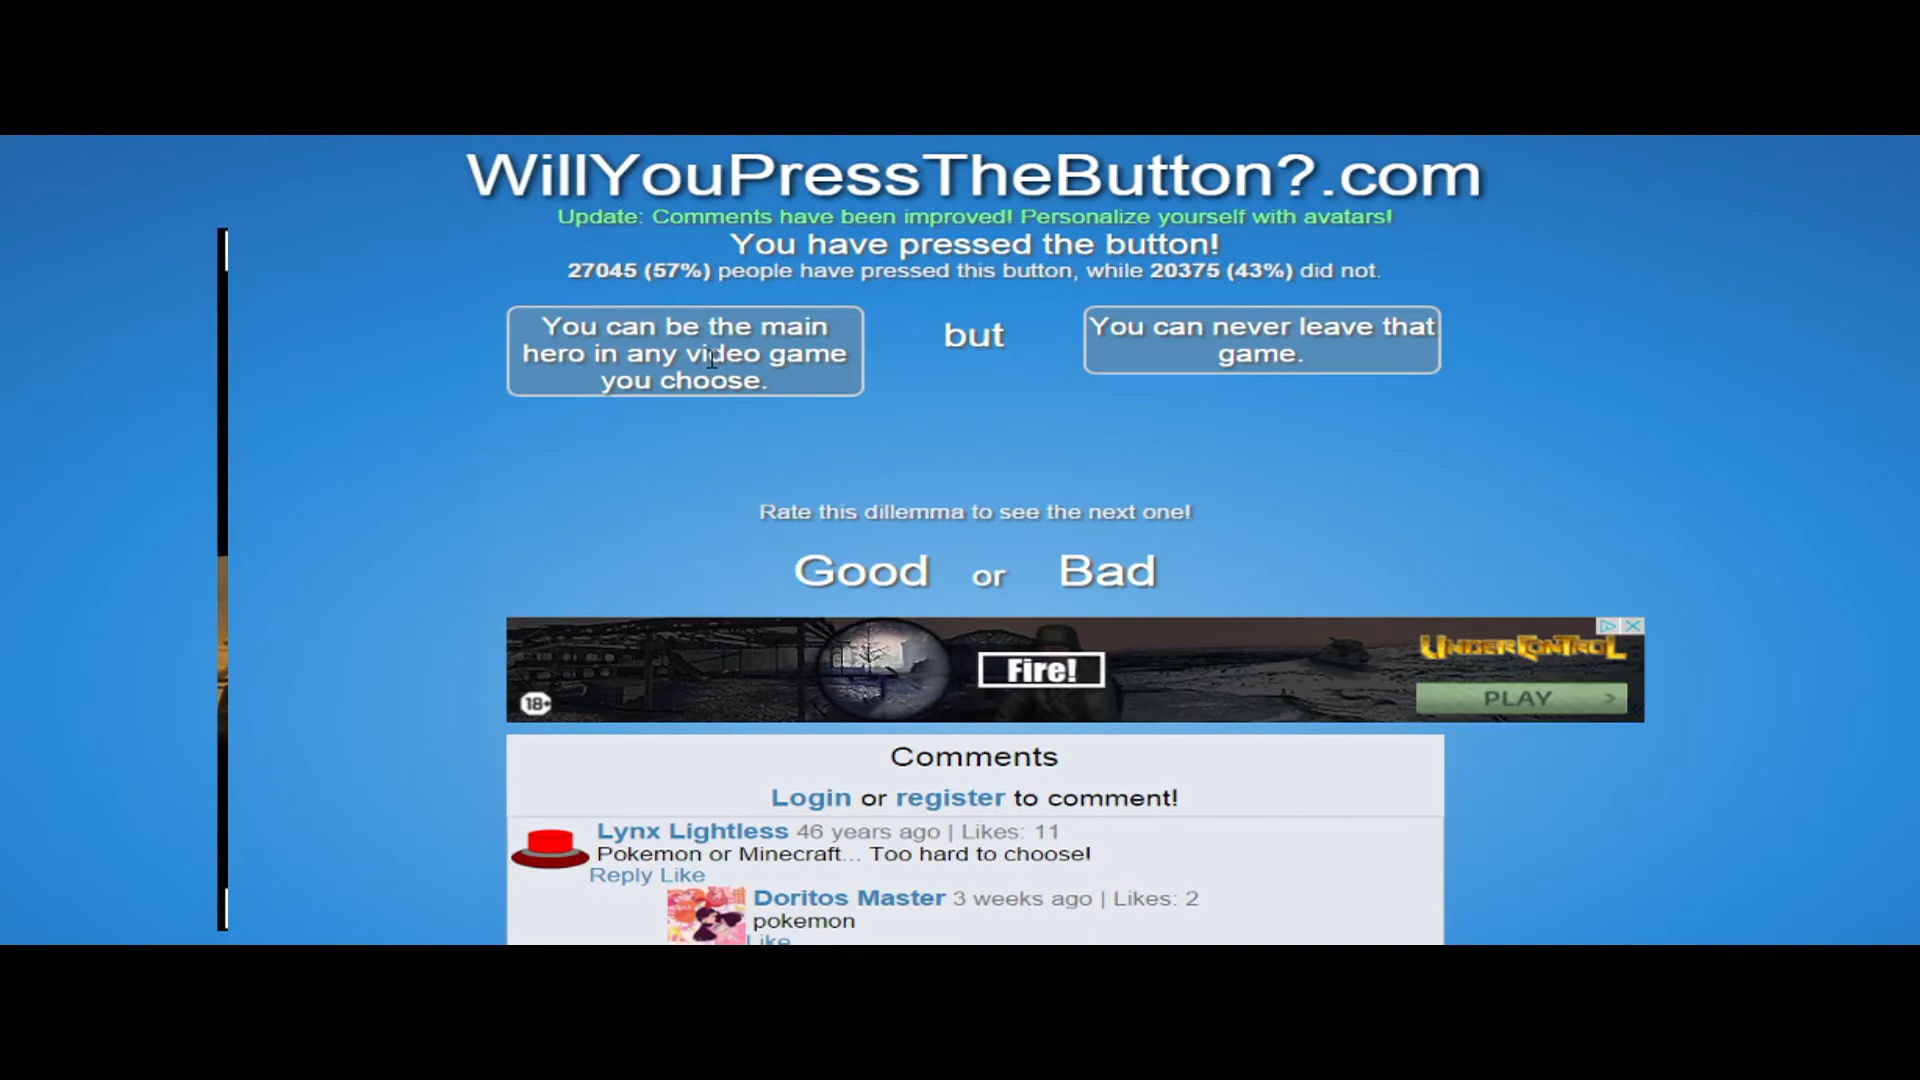 WillYouPressTheButton?.com
Update: Comments have been improved! Personalize yourself with avatars!
You have pressed the button!
27045 (57%) people have pressed this button, while 20375 (43%) did not.
You can be the main
hero in any video game
you choose.
but
You can never leave that
game.
Rate this dillemma to see the next one!
Good or Bad
18+
Fire!
UNDER CONTROL
PLAY >
Comments
Login or register to comment!
Lynx Lightless 46 years ago | Likes: 11
Pokemon or Minecraft... Too hard to choose!
Reply Like
Doritos Master 3 weeks ago | Likes: 2
pokemon
Like